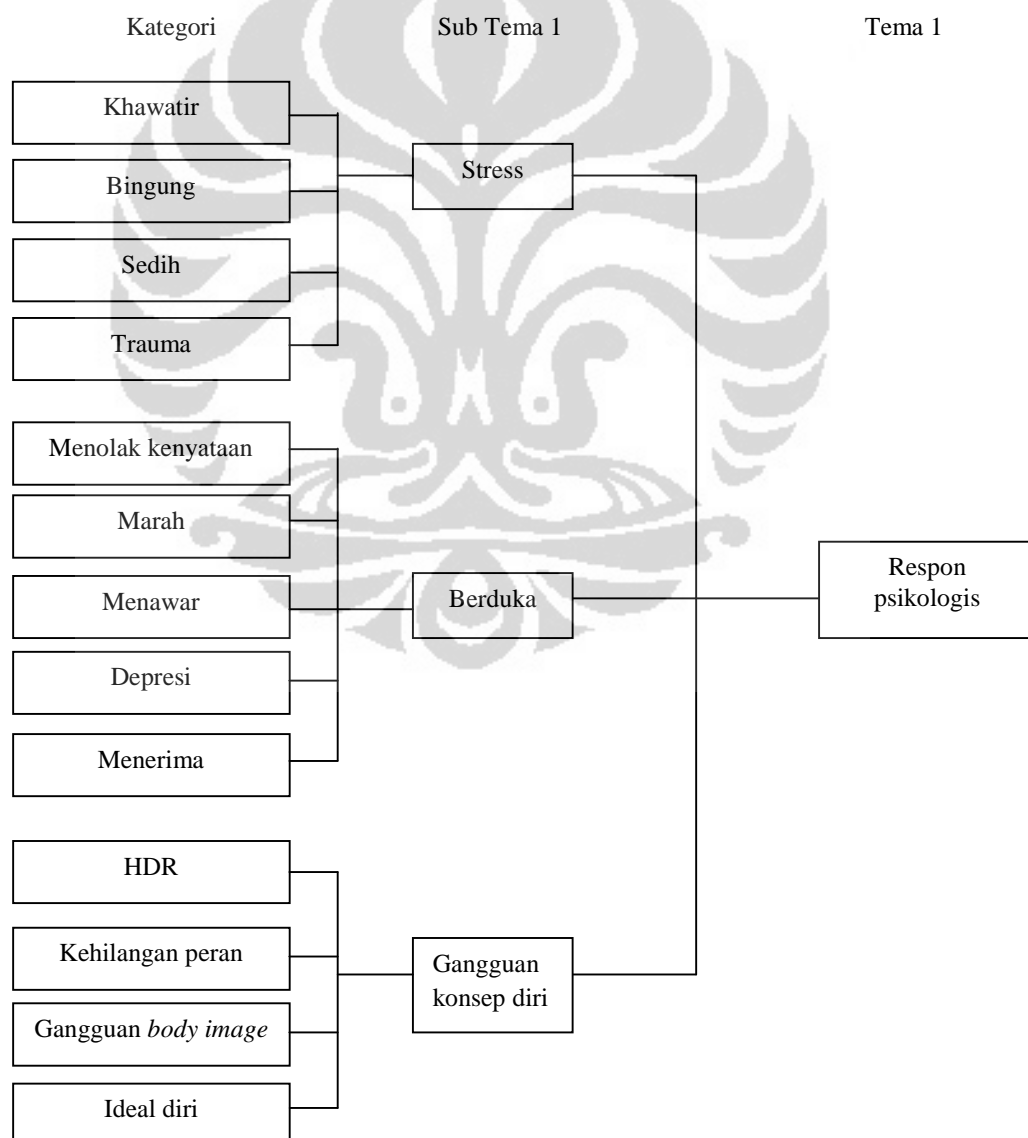 Kategori Sub Tema 1 Tema 1
Khawatir
Bingung
Sedih
Trauma
Stress
Menolak kenyataan
Marah
Menawar
Depresi
Menerima
Berduka
HDR
Kehilangan peran
Gangguan body image
Ideal diri
Gangguan
konsep diri
Respon
psikologis